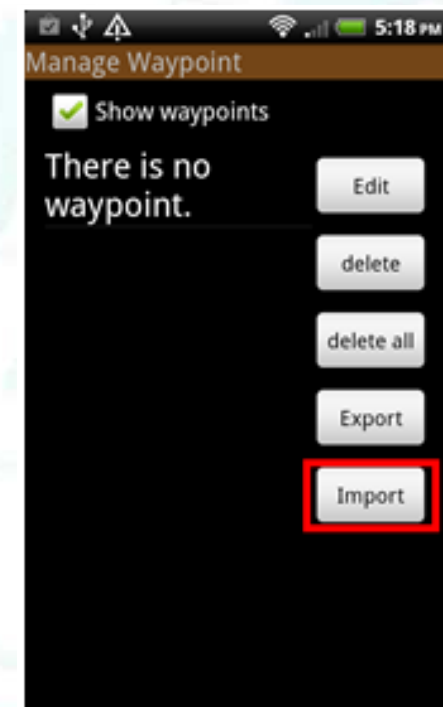 5:18 PM
Manage Waypoint
Show waypoints
There is no
waypoint.
Edit
delete
delete all
Export
Import